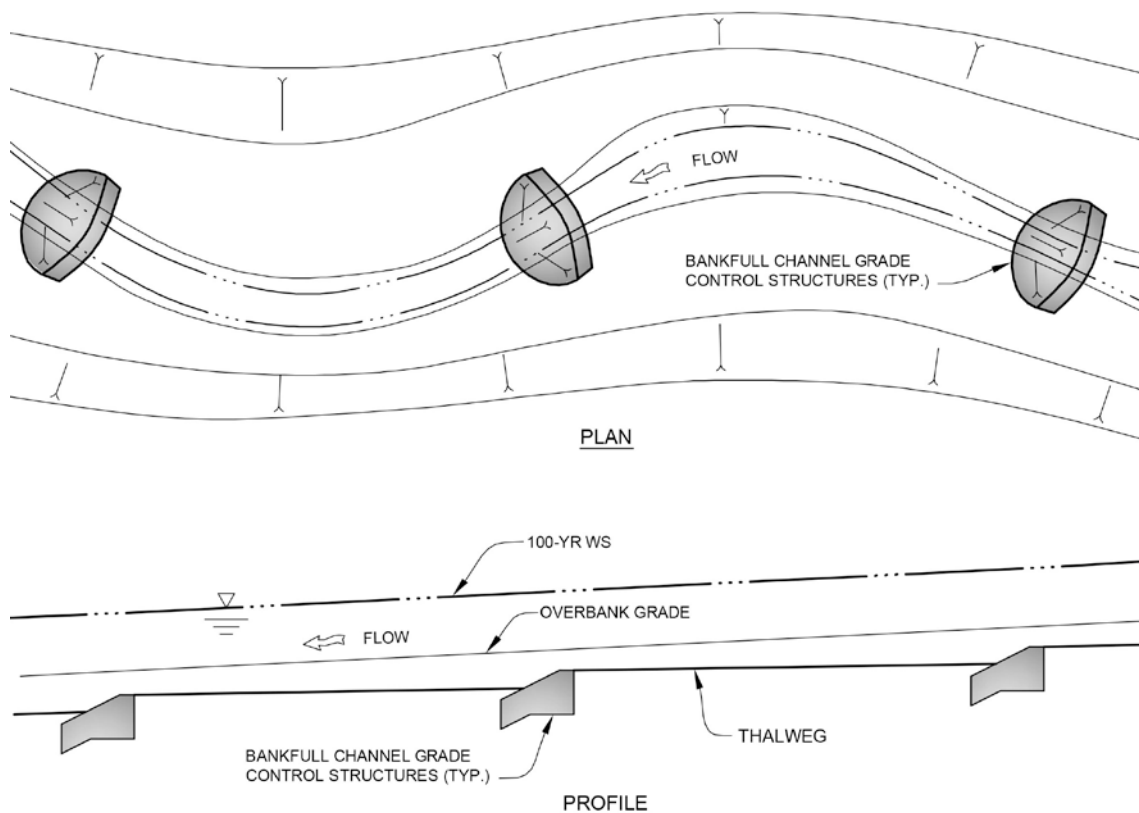 FLOW
BANKFULL CHANNEL GRADE
CONTROL STRUCTURES (TYP.)
PLAN
100-YR WS
OVERBANK GRADE
FLOW
THALWEG
BANKFULL CHANNEL GRADE
CONTROL STRUCTURES (TYP.)
PROFILE